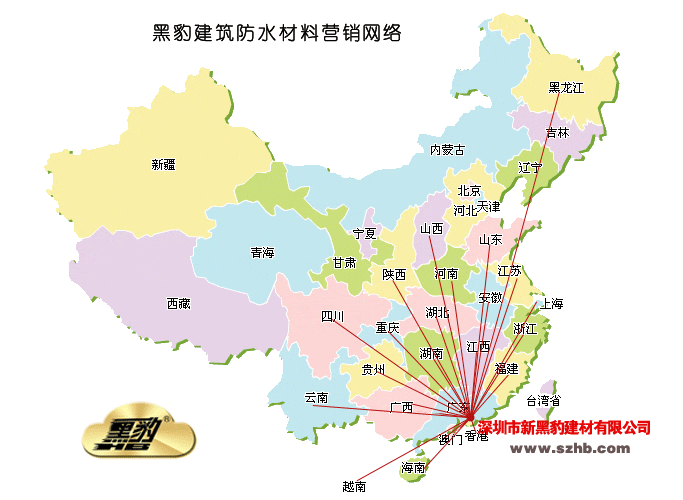 黑豹建筑防水材料营销网络
黑龙江
吉林
辽宁
内蒙古
新疆
北京
天津
河北
山西
宁夏
山东
青海
甘肃
陕西
河南
江苏
西藏
安徽
上海
四川
湖北
重庆
浙江
湖南
江西
贵州
福建
云南
广西
广东
台湾省
黑豹®
HB
深圳市新黑豹建材有限公司
香港
澳门
www.szhb.com
海南
越南